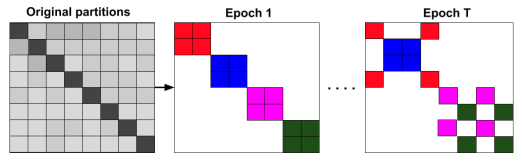 Original partitions
Epoch 1
Epoch T
....